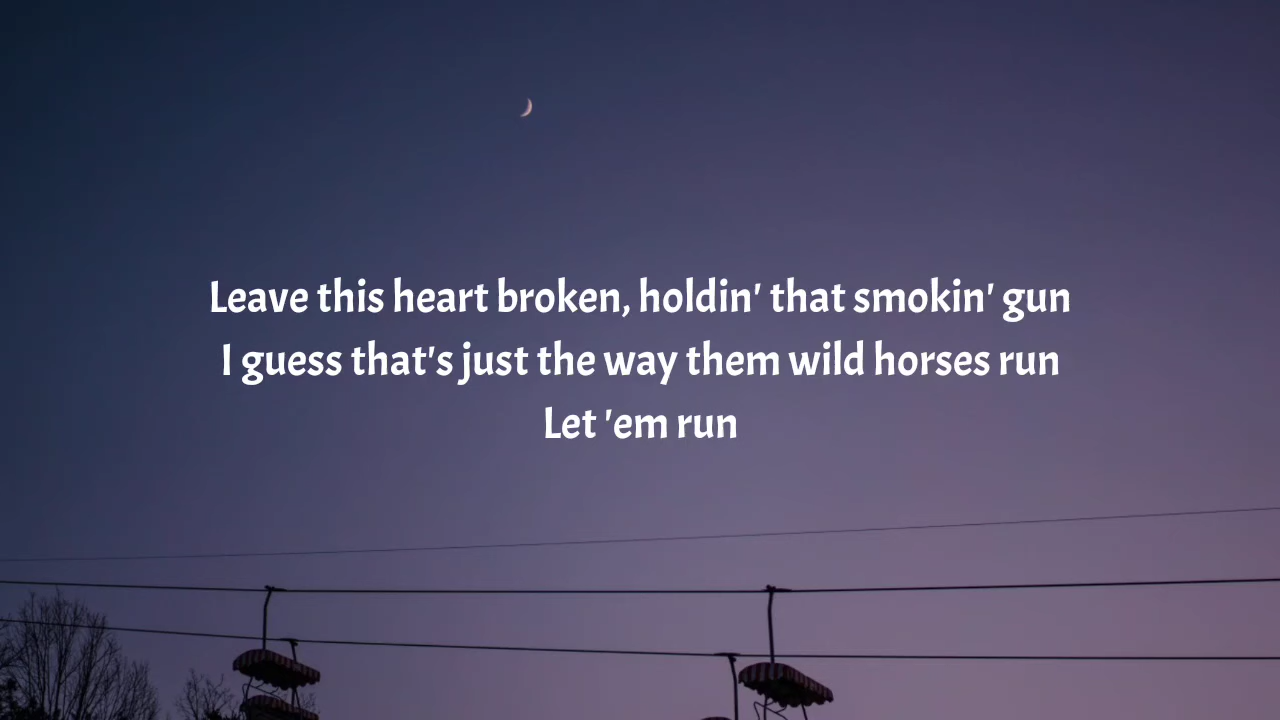 Leave this heart broken, holdin' that smokin' gun
I guess that's just the way them wild horses run
Let 'em run